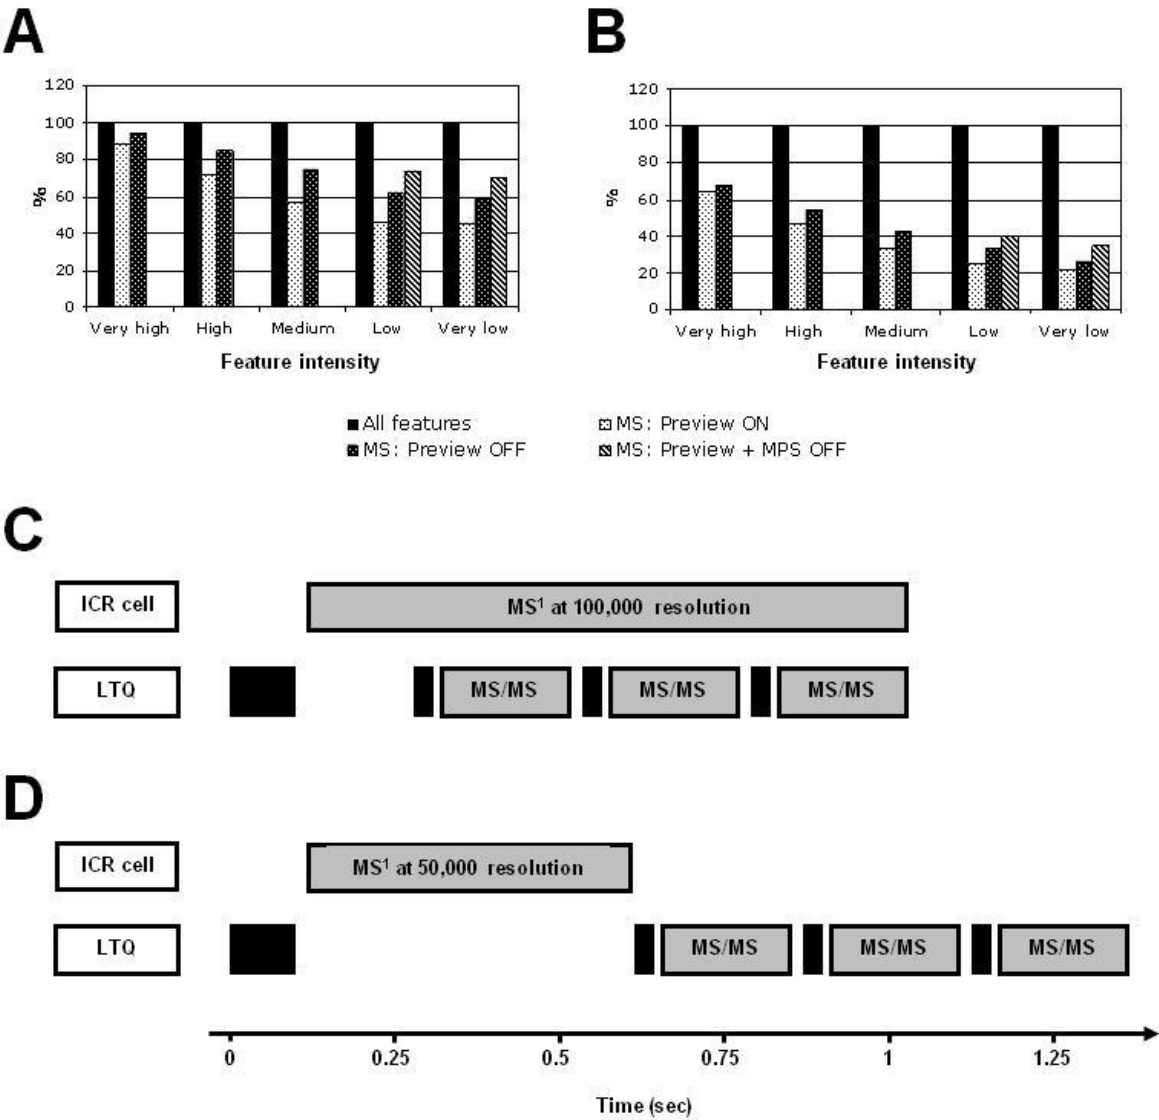 A
B
120
100
80
60
40
20
0
%
Very high High Medium Low Very low
Feature intensity
120
100
80
60
40
20
0
%
Very high High Medium Low Very low
Feature intensity
All features MS: Preview ON
MS: Preview OFF MS: Preview + MPS OFF
C
ICR cell MS¹ at 100,000 resolution
LTQ MS/MS MS/MS MS/MS
D
ICR cell MS¹ at 50,000 resolution
LTQ MS/MS MS/MS MS/MS
0 0.25 0.5 0.75 1 1.25
Time (sec)